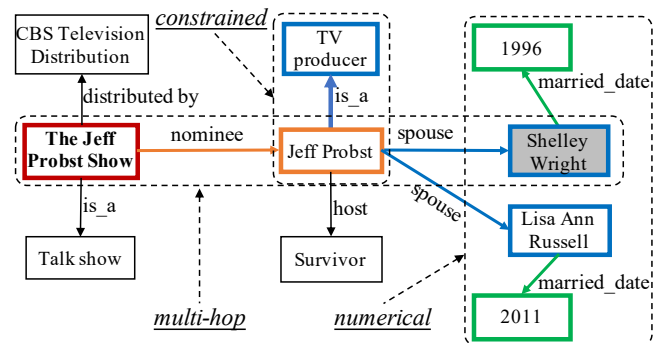 CBS Television
Distribution
constrained
TV
producer
1996
married_date
distributed by
is_a
The Jeff
Probst Show
nominee
Jeff Probst
spouse
Shelley
Wright
spouse
is_a
host
Lisa Ann
Russell
Talk show
Survivor
married_date
multi-hop
numerical
2011